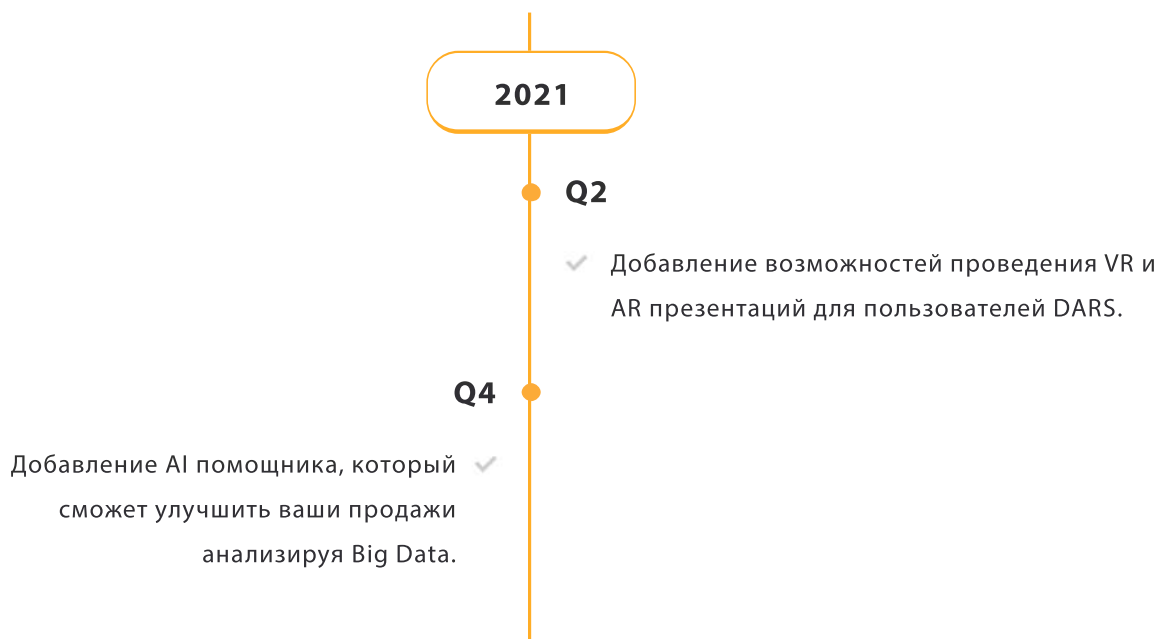 2021
Q2
Добавление возможностей проведения VR и
AR презентаций для пользователей DARS.
Q4
Добавление AI помощника, который
сможет улучшить ваши продажи
анализируя Big Data.